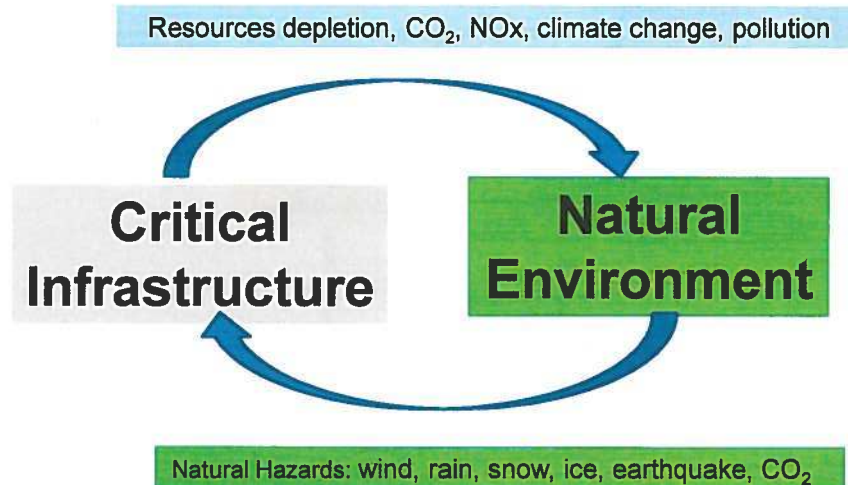 Resources depletion, CO₂, NOx, climate change, pollution
Critical
Infrastructure
Natural
Environment
Natural Hazards: wind, rain, snow, ice, earthquake, CO₂